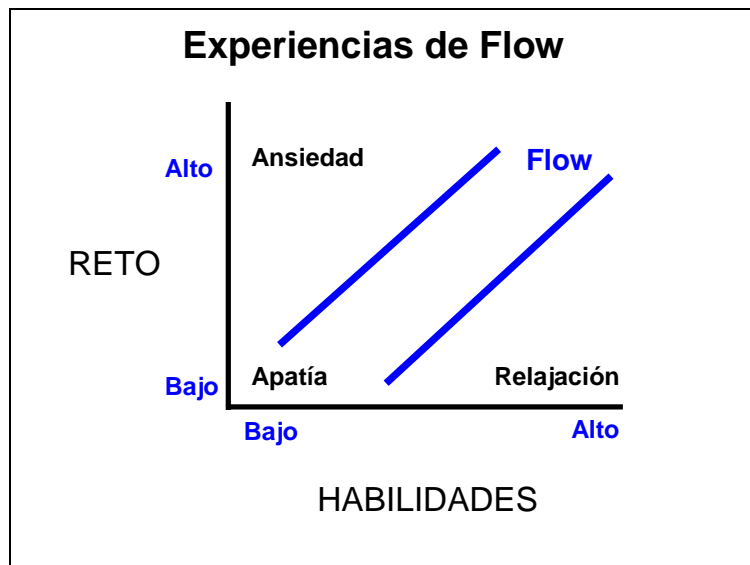 Experiencias de Flow
Ansiedad
Flow
Alto
RETO
Apatía
Relajación
Bajo
Bajo
Alto
HABILIDADES